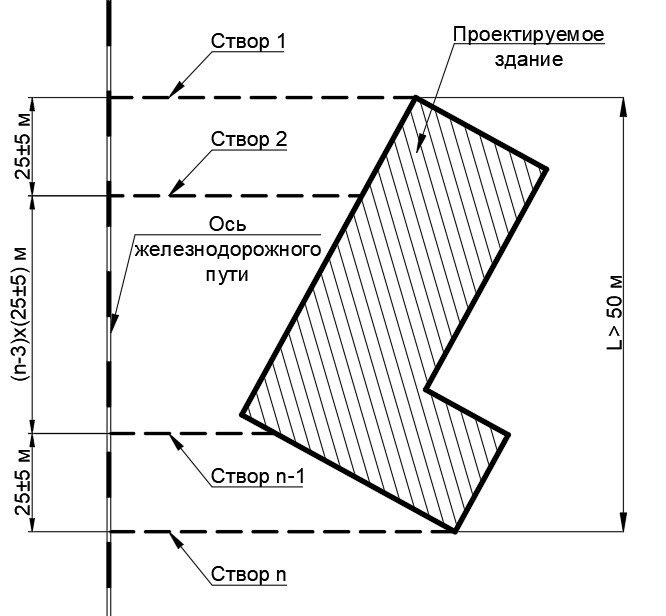 Створ 1
Проектируемое
здание
25±5 м
Створ 2
Ось
железнодорожного
пути
(n-3)x(25±5) м
L > 50 м
25±5 м
Створ n-1
Створ n